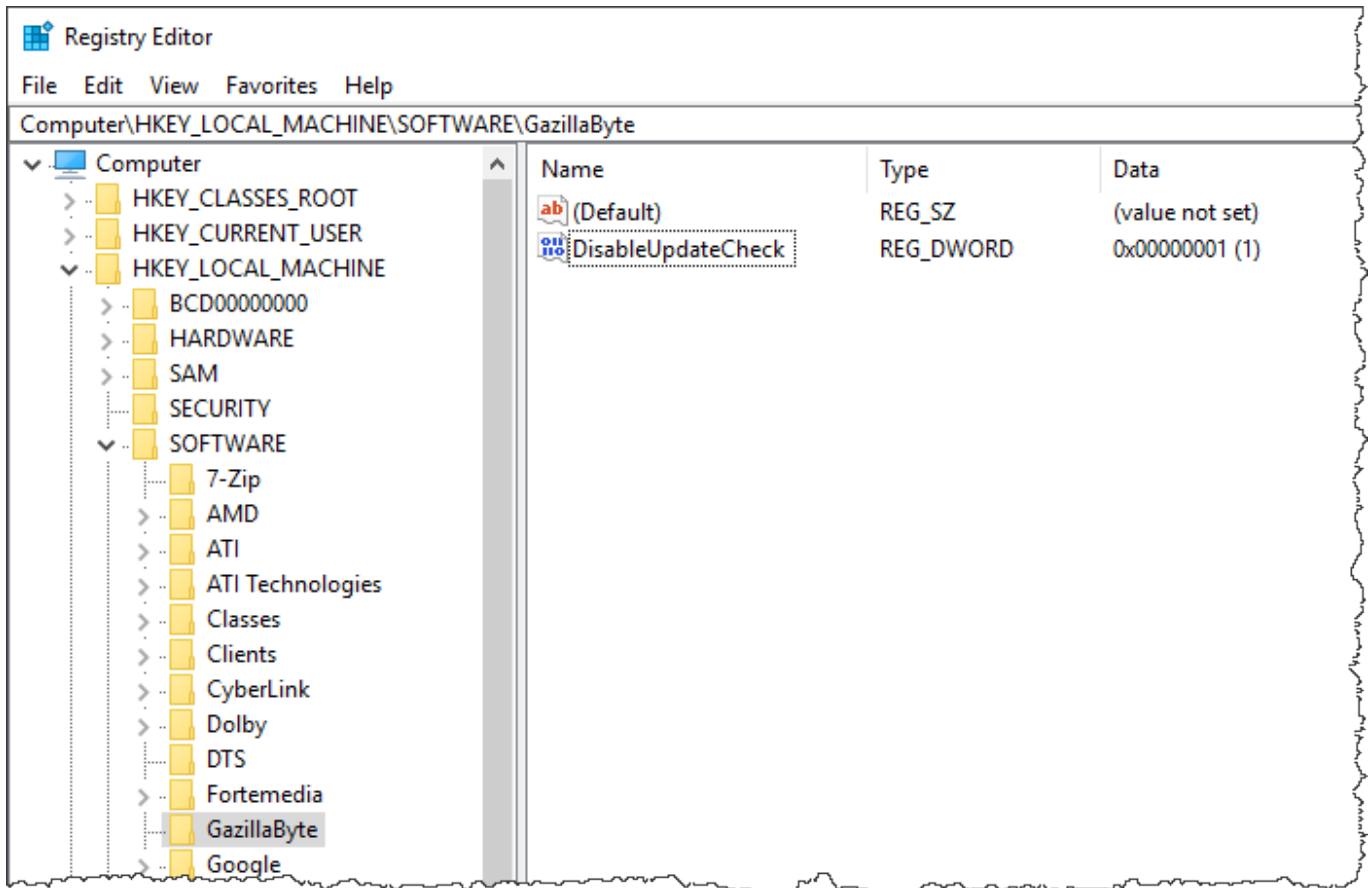 Registry Editor
File Edit View Favorites Help
Computer\HKEY_LOCAL_MACHINE\SOFTWARE\GazillaByte
Computer
HKEY_CLASSES_ROOT
HKEY_CURRENT_USER
HKEY_LOCAL_MACHINE
BCD00000000
HARDWARE
SAM
SECURITY
SOFTWARE
7-Zip
AMD
ATI
ATI Technologies
Classes
Clients
CyberLink
Dolby
DTS
Fortemedia
GazillaByte
Google
Name Type Data
(Default) REG_SZ (value not set)
DisableUpdateCheck REG_DWORD 0x00000001 (1)